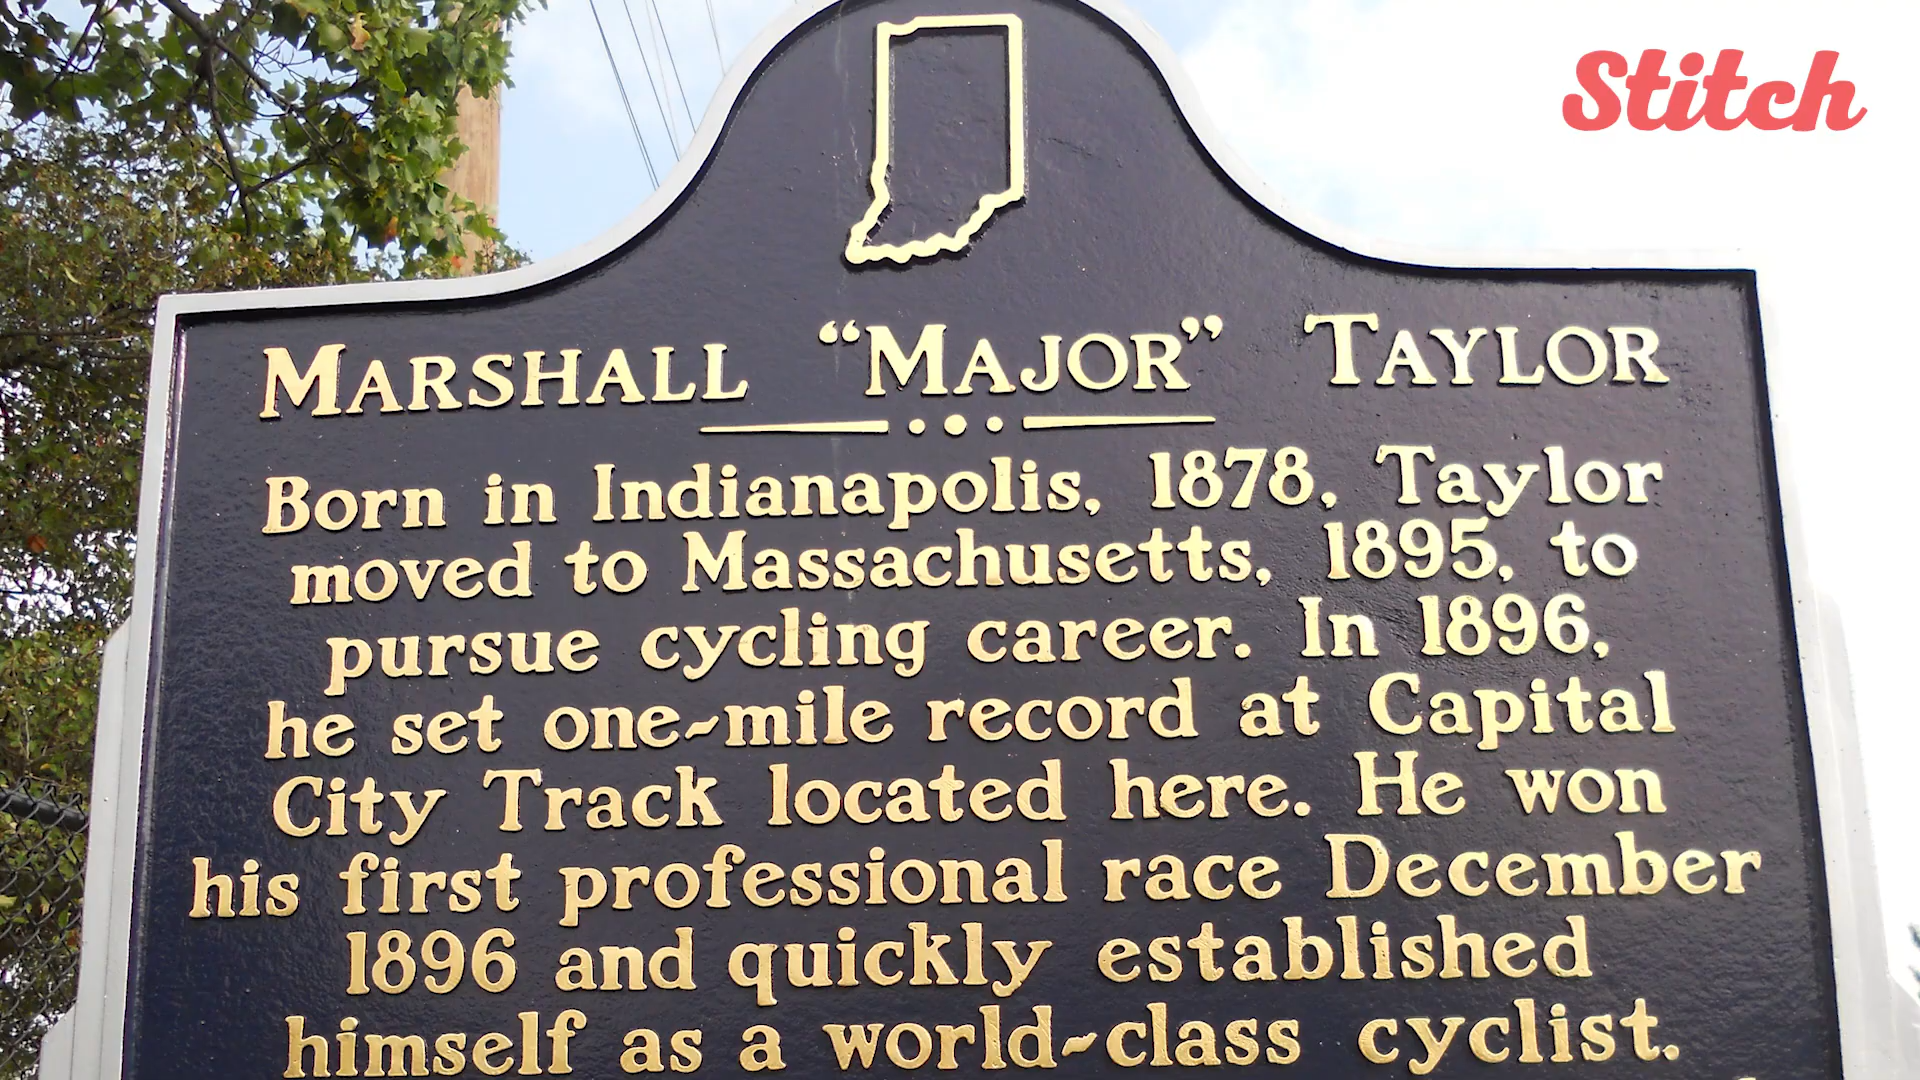 Stitch
MARSHALL “MAJOR” TAYLOR
Born in Indianapolis, 1878, Taylor
moved to Massachusetts, 1895, to
pursue cycling career. In 1896,
he set one-mile record at Capital
City Track located here. He won
his first professional race December
1896 and quickly established
himself as a world-class cyclist.